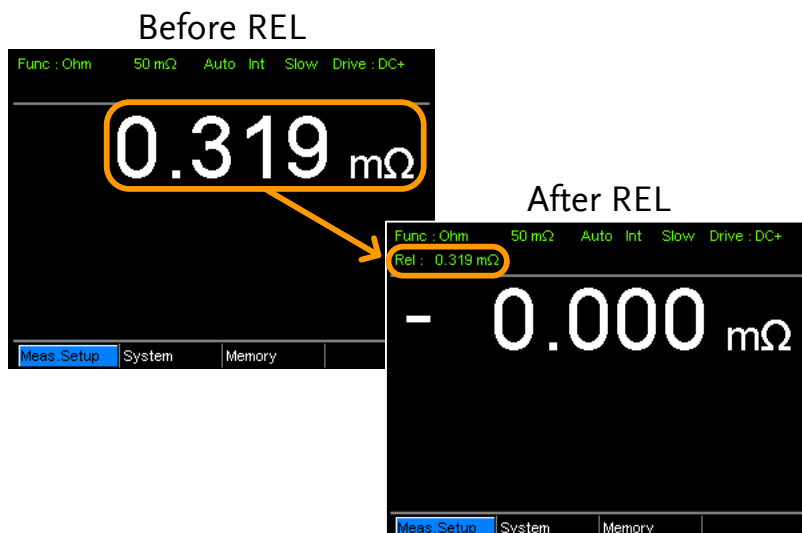 Before REL
Func : Ohm 50 mΩ Auto Int Slow Drive : DC+
0.319 mΩ
Meas.Setup System Memory
After REL
Func : Ohm 50 mΩ Auto Int Slow Drive : DC+
Rel : 0.319 mΩ
- 0.000 mΩ
Meas.Setup System Memory